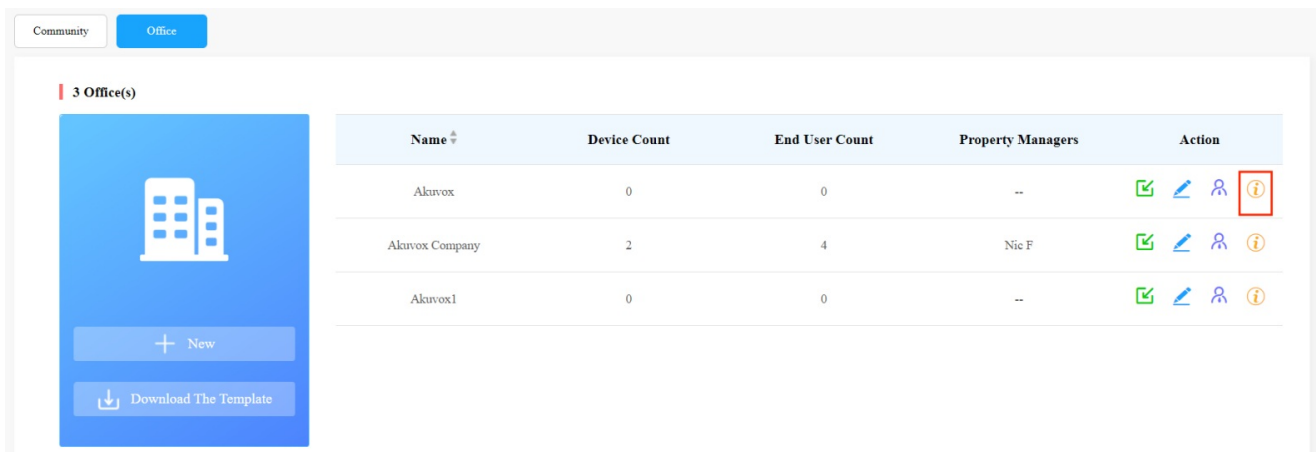 Community Office
3 Office(s)
Name Device Count End User Count Property Managers Action
Akuvox 0 0 --
Akuvox Company 2 4 Nic F
Akuvox1 0 0 --
New
Download The Template